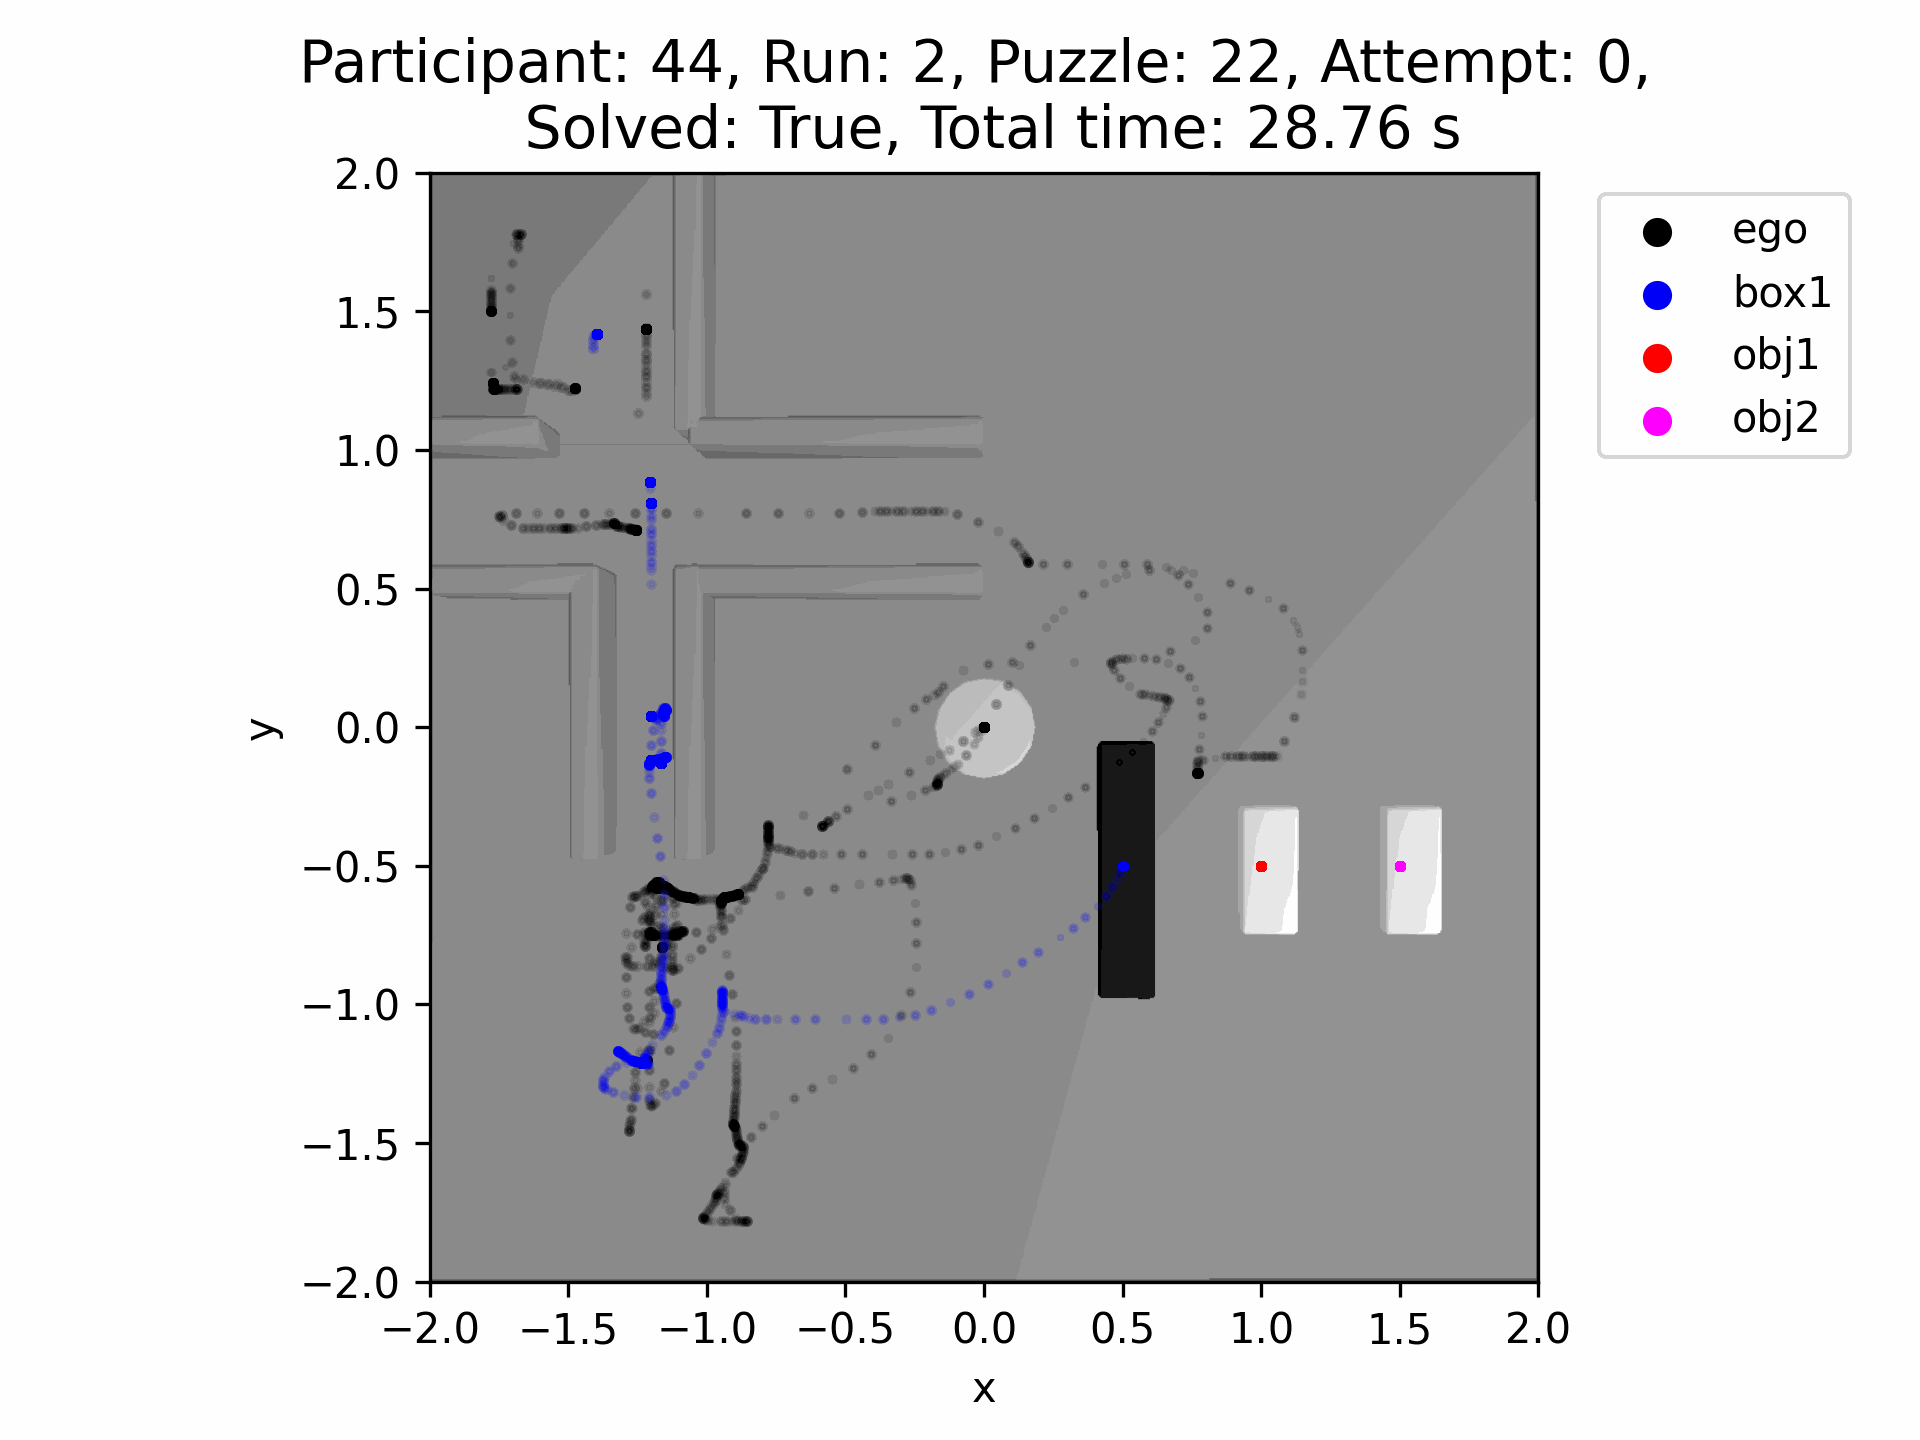 Participant: 44, Run: 2, Puzzle: 22, Attempt: 0,
Solved: True, Total time: 28.76 s
ego
box1
obj1
obj2
2.0
1.5
1.0
0.5
0.0
−0.5
−1.0
−1.5
−2.0
y
−2.0 −1.5 −1.0 −0.5 0.0 0.5 1.0 1.5 2.0
x